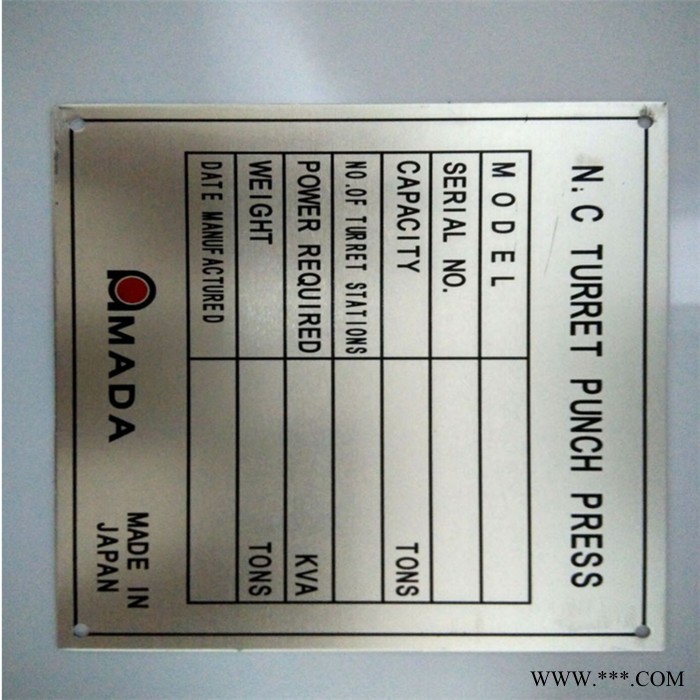 N.C TURRET PUNCH PRESS
MODEL
SERIAL NO.
CAPACITY TONS
NO.OF TURRET STATIONS
POWER REQUIRED KVA
WEIGHT TONS
DATE MANUFACTURED
AMADA
MADE IN
JAPAN
WWW.***.COM